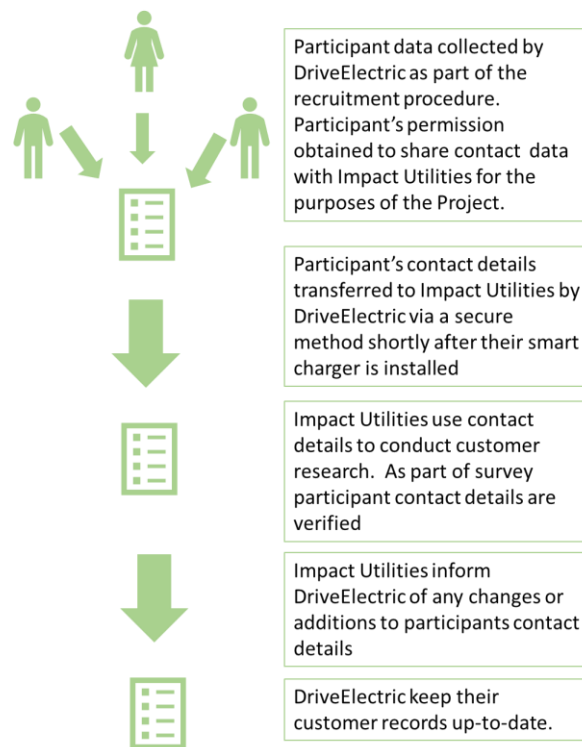 Participant data collected by
DriveElectric as part of the
recruitment procedure.
Participant's permission
obtained to share contact data
with Impact Utilities for the
purposes of the Project.
Participant's contact details
transferred to Impact Utilities by
DriveElectric via a secure
method shortly after their smart
charger is installed
Impact Utilities use contact
details to conduct customer
research. As part of survey
participant contact details are
verified
Impact Utilities inform
DriveElectric of any changes or
additions to participants contact
details
DriveElectric keep their
customer records up-to-date.